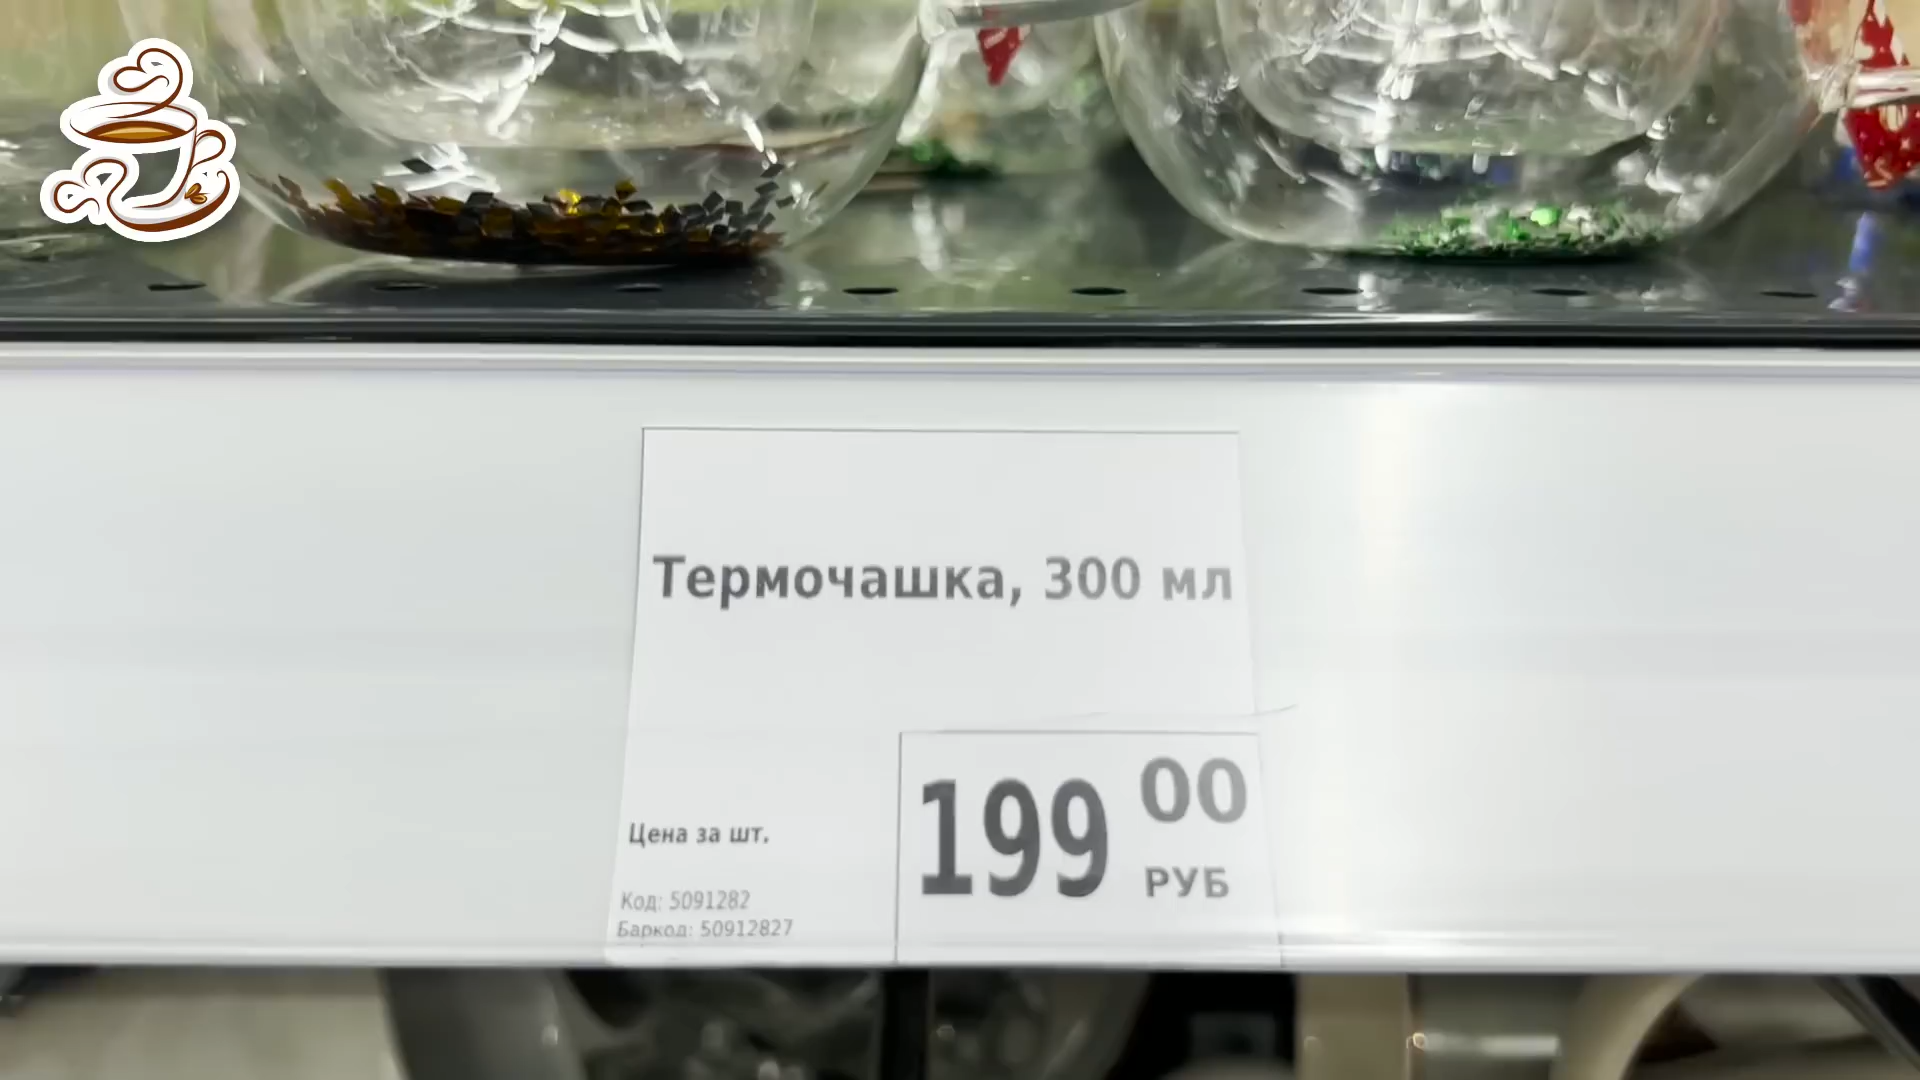 Термочашка, 300 мл
199 00
РУБ
Цена за шт.
Код: 5091282
Баркод: 50912827